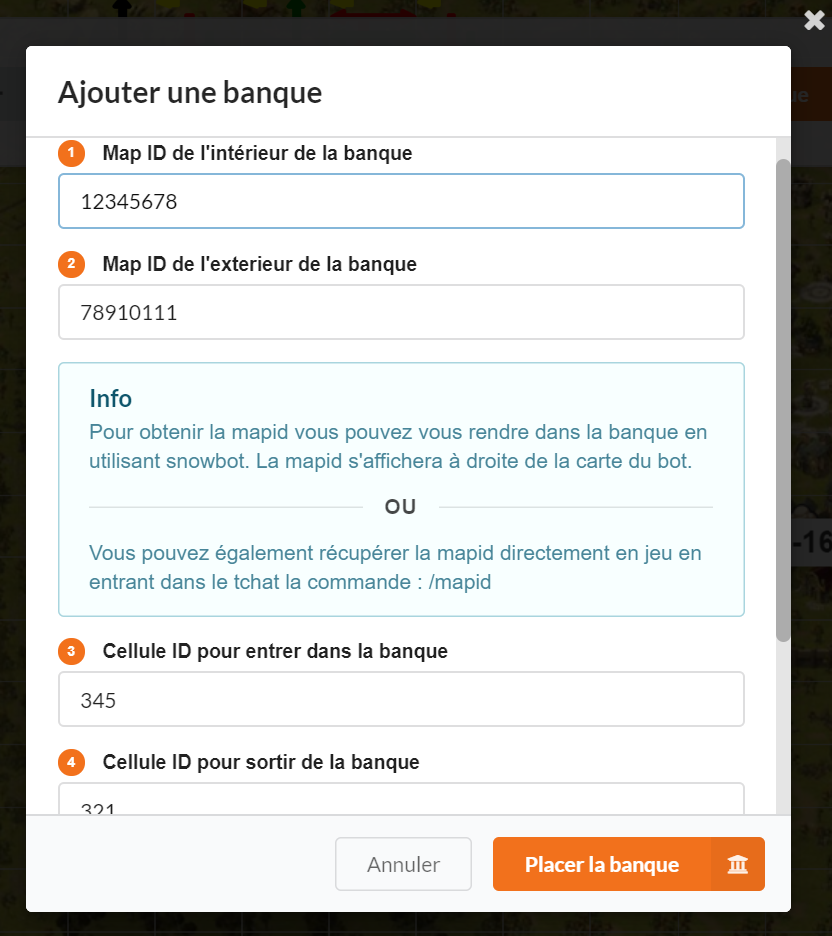 Ajouter une banque
1 Map ID de l'intérieur de la banque
12345678
2 Map ID de l'exterieur de la banque
78910111
Info
Pour obtenir la mapid vous pouvez vous rendre dans la banque en
utilisant snowbot. La mapid s'affichera à droite de la carte du bot.
OU
Vous pouvez également récupérer la mapid directement en jeu en
entrant dans le tchat la commande : /mapid
3 Cellule ID pour entrer dans la banque
345
4 Cellule ID pour sortir de la banque
321
Annuler
Placer la banque
-16